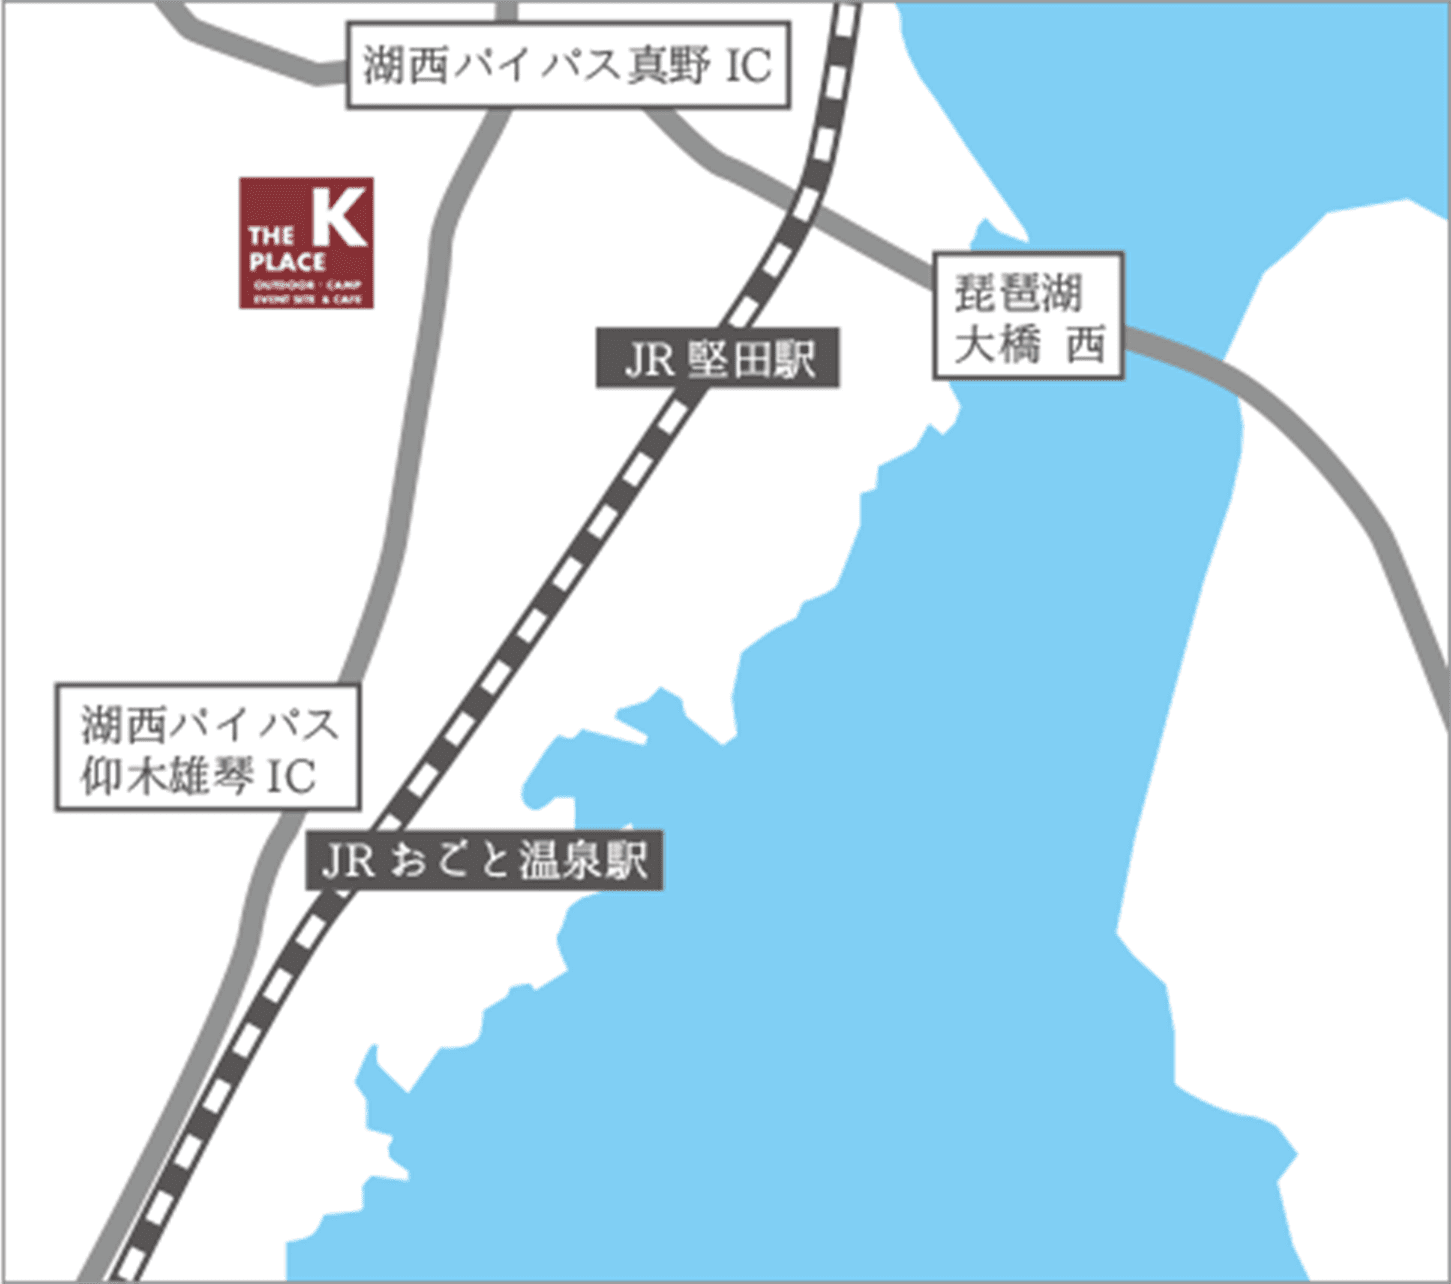 湖西バイパス真野 IC
THE K
PLACE
OUTDOOR · CAMP
EVENT SITE & CAFE
琵琶湖
大橋 西
JR 堅田駅
湖西バイパス
仰木雄琴 IC
JR おごと温泉駅